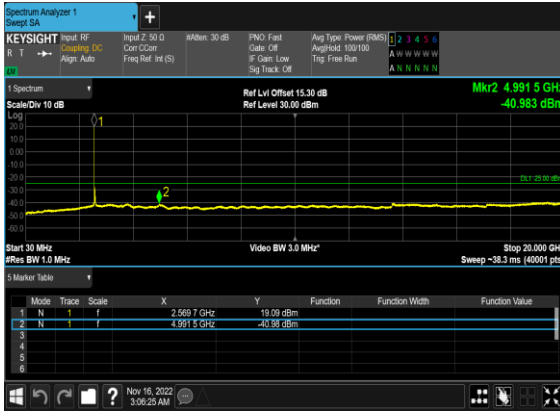 Spectrum Analyzer 1
Swept SA
+
KEYSIGHT Input: RF Input Z: 50 Ω #Atten: 30 dB PNO: Fast Avg Type: Power (RMS) 1 2 3 4 5 6
R T Coupling: DC Corr CCorr Gate: Off Avg|Hold: 100/100 A W W W W W
Align: Auto Freq Ref: Int (S) IF Gain: Low Trig: Free Run
Sig Track: Off A N N N N N
1 Spectrum
Scale/Div 10 dB
Ref Lvl Offset 15.30 dB
Ref Level 30.00 dBm
Mkr2 4.991 5 GHz
-40.983 dBm
Log
20.0
10.0
0.00
-10.0
-20.0
-30.0
-40.0
-50.0
-60.0
1
2
DL1 -25.00 dBm
Start 30 MHz Video BW 3.0 MHz* Stop 20.000 GHz
#Res BW 1.0 MHz Sweep ~38.3 ms (40001 pts)
5 Marker Table
Mode Trace Scale X Y Function Function Width Function Value
1 N 1 f 2.569 7 GHz 19.09 dBm
2 N 1 f 4.991 5 GHz -40.98 dBm
3
4
5
6
? Nov 16, 2022
3:06:25 AM